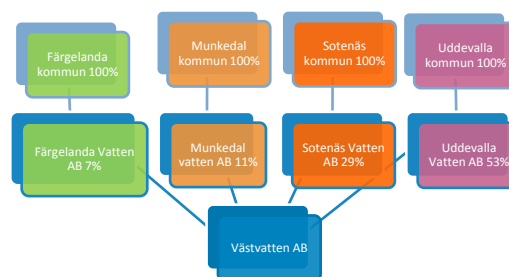 Färgelanda
kommun 100%
Munkedal
kommun 100%
Sotenäs
kommun 100%
Uddevalla
kommun 100%
Färgelanda Vatten
AB 7%
Munkedal
vatten AB 11%
Sotenäs Vatten
AB 29%
Uddevalla
Vatten AB 53%
Västvatten AB